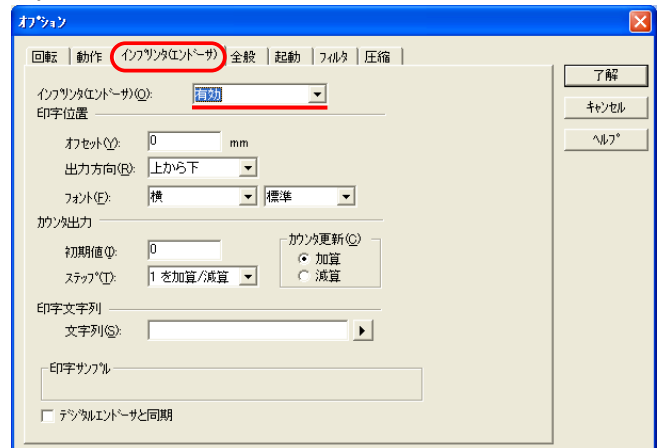 ｵﾌﾟｼｮﾝ
回転 動作 ｲﾝﾌﾟﾘﾝﾀ(ｴﾝﾄﾞｰｻ) 全般 起動 ﾌｨﾙﾀ 圧縮
了解
ｲﾝﾌﾟﾘﾝﾀ(ｴﾝﾄﾞｰｻ)(O): 有効
ｷｬﾝｾﾙ
印字位置
ﾍﾙﾌﾟ
ｵﾌｾｯﾄ(Y): 0 mm
出力方向(R): 上から下
ﾌｫﾝﾄ(F): 横 標準
ｶｳﾝﾀ出力
ｶｳﾝﾀ更新(C)
初期値(I): 0
加算
ｽﾃｯﾌﾟ(T): 1 を加算/減算
減算
印字文字列
文字列(S):
印字ｻﾝﾌﾟﾙ
ﾃﾞｼﾞﾀﾙｴﾝﾄﾞｰｻと同期